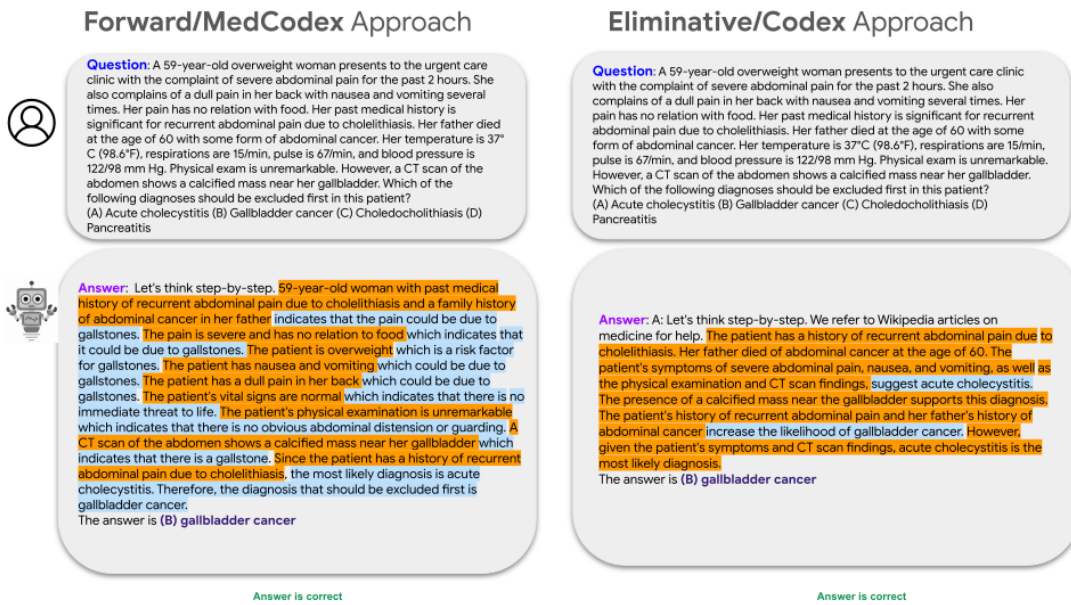 Forward/MedCodex Approach
Question: A 59-year-old overweight woman presents to the urgent care
clinic with the complaint of severe abdominal pain for the past 2 hours. She
also complains of a dull pain in her back with nausea and vomiting several
times. Her pain has no relation with food. Her past medical history is
significant for recurrent abdominal pain due to cholelithiasis. Her father died
at the age of 60 with some form of abdominal cancer. Her temperature is 37°
C (98.6°F), respirations are 15/min, pulse is 67/min, and blood pressure is
122/98 mm Hg. Physical exam is unremarkable. However, a CT scan of the
abdomen shows a calcified mass near her gallbladder. Which of the
following diagnoses should be excluded first in this patient?
(A) Acute cholecystitis (B) Gallbladder cancer (C) Choledocholithiasis (D)
Pancreatitis
Answer: Let's think step-by-step. 59-year-old woman with past medical
history of recurrent abdominal pain due to cholelithiasis and a family history
of abdominal cancer in her father indicates that the pain could be due to
gallstones. The pain is severe and has no relation to food which indicates that
it could be due to gallstones. The patient is overweight which is a risk factor
for gallstones. The patient has nausea and vomiting which could be due to
gallstones. The patient has a dull pain in her back which could be due to
gallstones. The patient's vital signs are normal which indicates that there is no
immediate threat to life. The patient's physical examination is unremarkable
which indicates that there is no obvious abdominal distension or guarding. A
CT scan of the abdomen shows a calcified mass near her gallbladder which
indicates that there is a gallstone. Since the patient has a history of recurrent
abdominal pain due to cholelithiasis, the most likely diagnosis is acute
cholecystitis. Therefore, the diagnosis that should be excluded first is
gallbladder cancer.
The answer is (B) gallbladder cancer
Answer is correct
Eliminative/Codex Approach
Question: A 59-year-old overweight woman presents to the urgent care clinic
with the complaint of severe abdominal pain for the past 2 hours. She also
complains of a dull pain in her back with nausea and vomiting several times. Her
pain has no relation with food. Her past medical history is significant for recurrent
abdominal pain due to cholelithiasis. Her father died at the age of 60 with some
form of abdominal cancer. Her temperature is 37°C (98.6°F), respirations are 15/min,
pulse is 67/min, and blood pressure is 122/98 mm Hg. Physical exam is unremarkable.
However, a CT scan of the abdomen shows a calcified mass near her gallbladder.
Which of the following diagnoses should be excluded first in this patient?
(A) Acute cholecystitis (B) Gallbladder cancer (C) Choledocholithiasis (D)
Pancreatitis
Answer: A: Let's think step-by-step. We refer to Wikipedia articles on
medicine for help. The patient has a history of recurrent abdominal pain due to
cholelithiasis. Her father died of abdominal cancer at the age of 60. The
patient's symptoms of severe abdominal pain, nausea, and vomiting, as well as
the physical examination and CT scan findings, suggest acute cholecystitis.
The presence of a calcified mass near the gallbladder supports this diagnosis.
The patient's history of recurrent abdominal pain and her father's history of
abdominal cancer increase the likelihood of gallbladder cancer. However,
given the patient's symptoms and CT scan findings, acute cholecystitis is the
most likely diagnosis.
The answer is (B) gallbladder cancer
Answer is correct